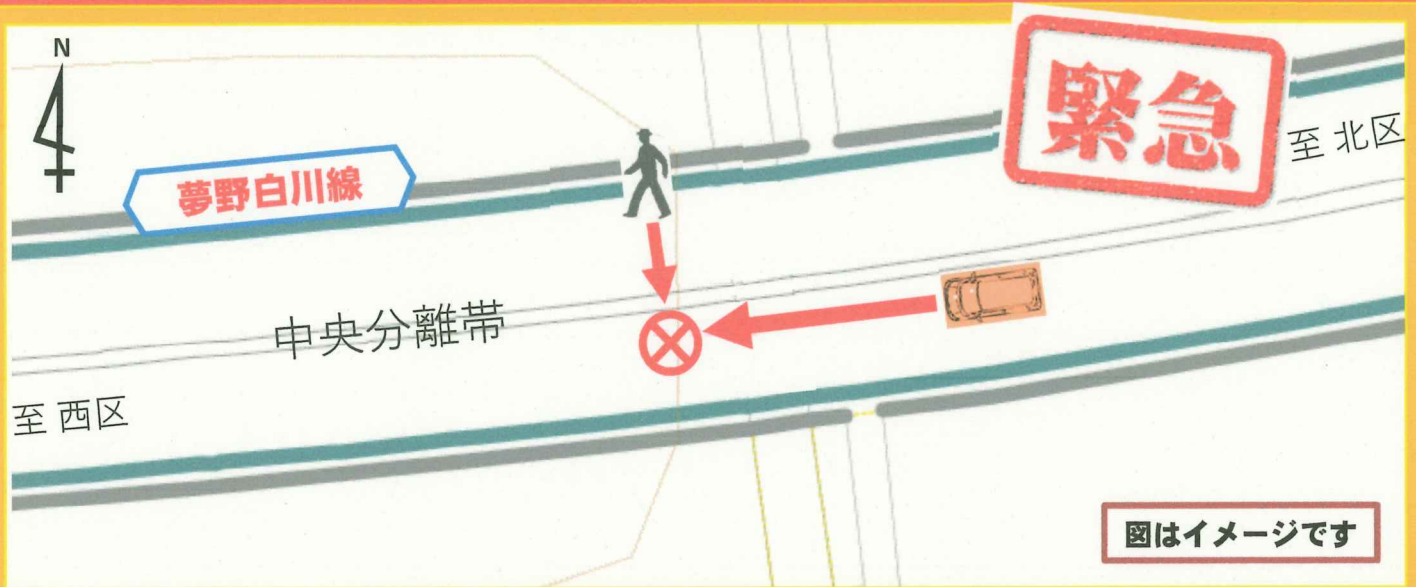 N
緊急
至 北区
夢野白川線
中央分離帯
至 西区
図はイメージです